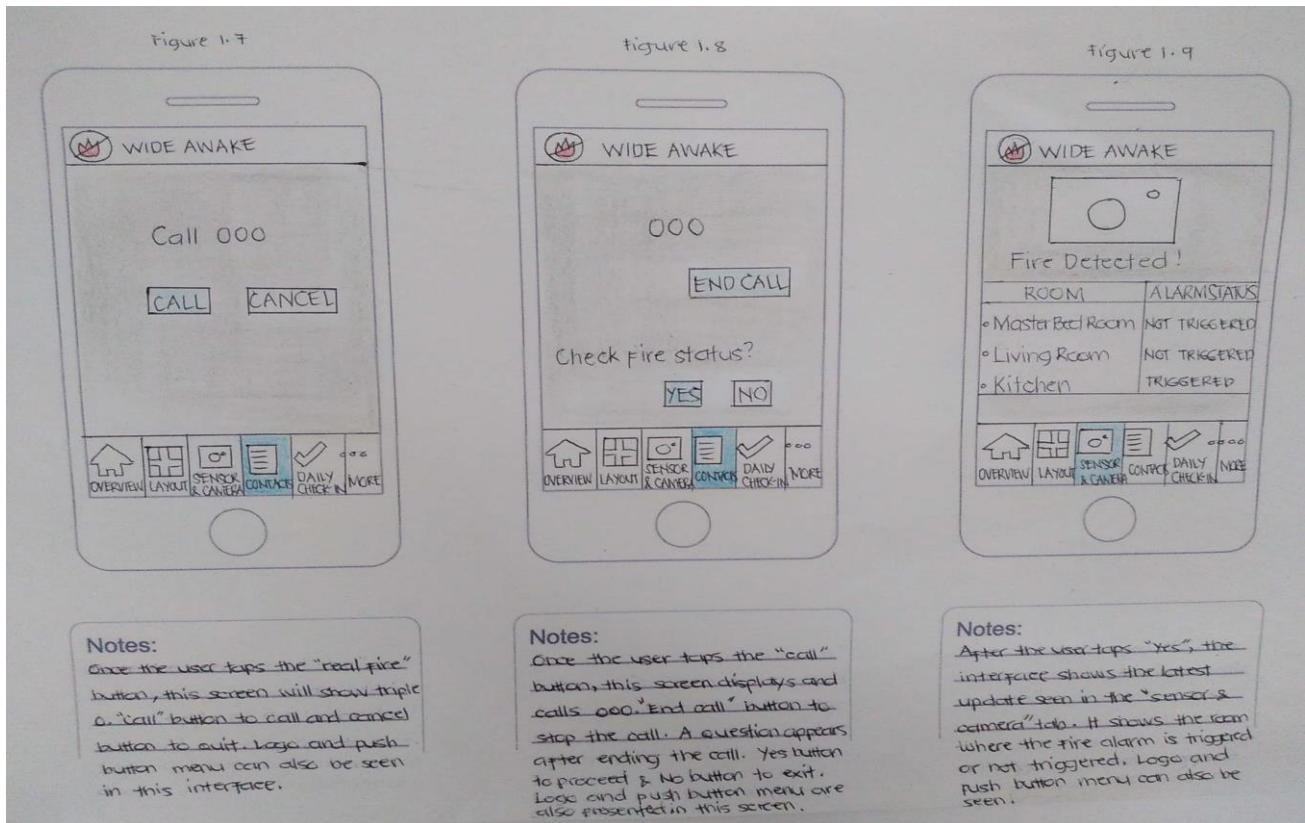 Figure 1.7
WIDE AWAKE
Call 000
CALL CANCEL
OVERVIEW LAYOUT SENSOR & CAMERA CONTACTS DAILY CHECK-IN MORE
Notes:
Once the user taps the "real fire"
button, this screen will show triple
0. "call" button to call and cancel
button to quit. Logo and push
button menu can also be seen
in this interface.
Figure 1.8
WIDE AWAKE
000
END CALL
Check Fire status?
YES NO
OVERVIEW LAYOUT SENSOR & CAMERA CONTACTS DAILY CHECK-IN MORE
Notes:
Once the user taps the "call"
button, this screen displays and
calls 000. "End call" button to
stop the call. A question appears
after ending the call. Yes button
to proceed & No button to exit.
Logo and push button menu are
also presented in this screen.
Figure 1.9
WIDE AWAKE
Fire Detected!
ROOM ALARM STATUS
Master Bed Room NOT TRIGGERED
Living Room NOT TRIGGERED
Kitchen TRIGGERED
OVERVIEW LAYOUT SENSOR & CAMERA CONTACTS DAILY CHECK-IN MORE
Notes:
After the user taps "Yes", the
interface shows the latest
update seen in the "sensor &
camera" tab. It shows the room
where the fire alarm is triggered
or not triggered. Logo and
push button menu can also be
seen.